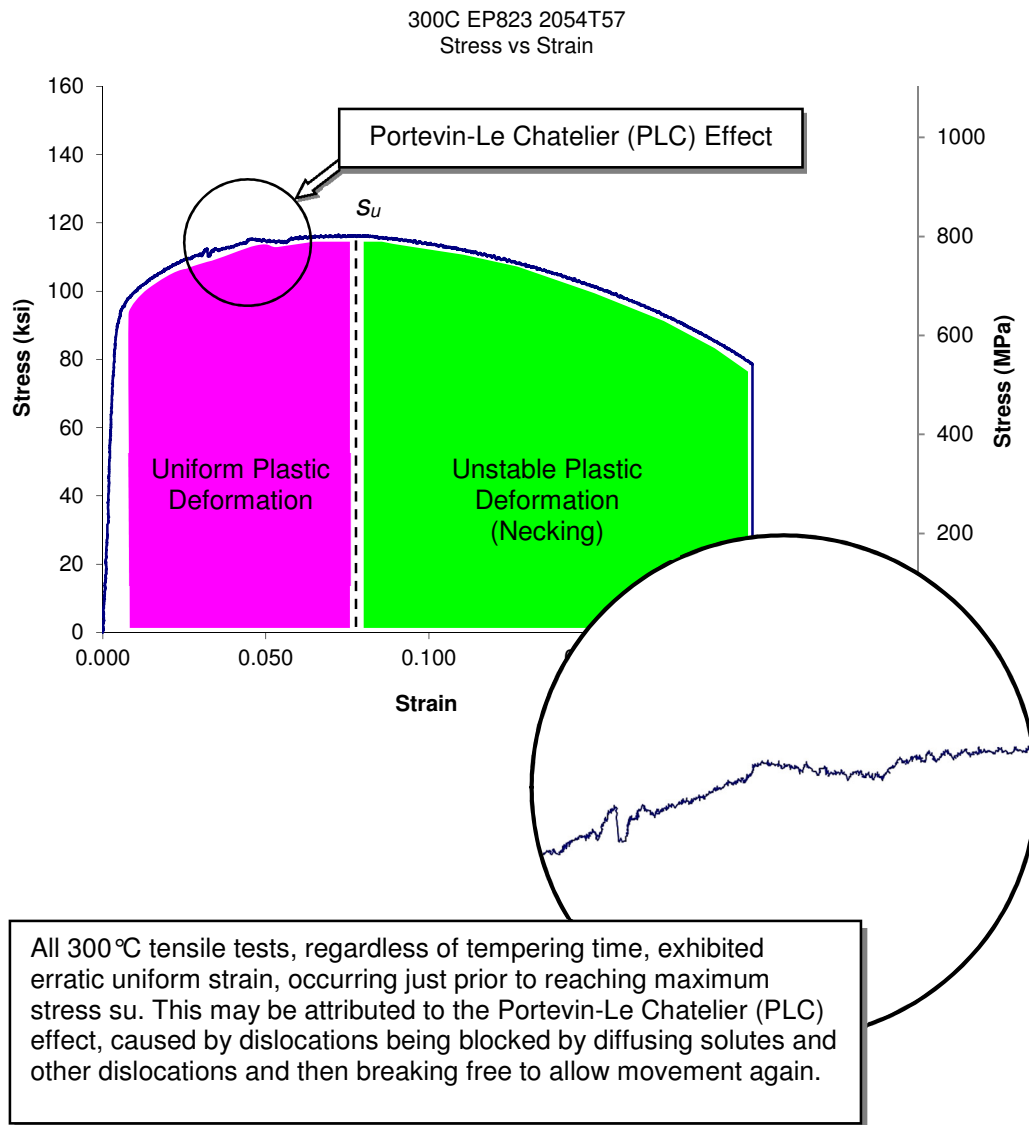 300C EP823 2054T57
Stress vs Strain
160
140
120
100
80
60
40
20
0
Stress (ksi)
Portevin-Le Chatelier (PLC) Effect
su
1000
800
600
400
200
Stress (MPa)
Uniform Plastic
Deformation
Unstable Plastic
Deformation
(Necking)
0.000
0.050
0.100
Strain
All 300°C tensile tests, regardless of tempering time, exhibited
erratic uniform strain, occurring just prior to reaching maximum
stress su. This may be attributed to the Portevin-Le Chatelier (PLC)
effect, caused by dislocations being blocked by diffusing solutes and
other dislocations and then breaking free to allow movement again.